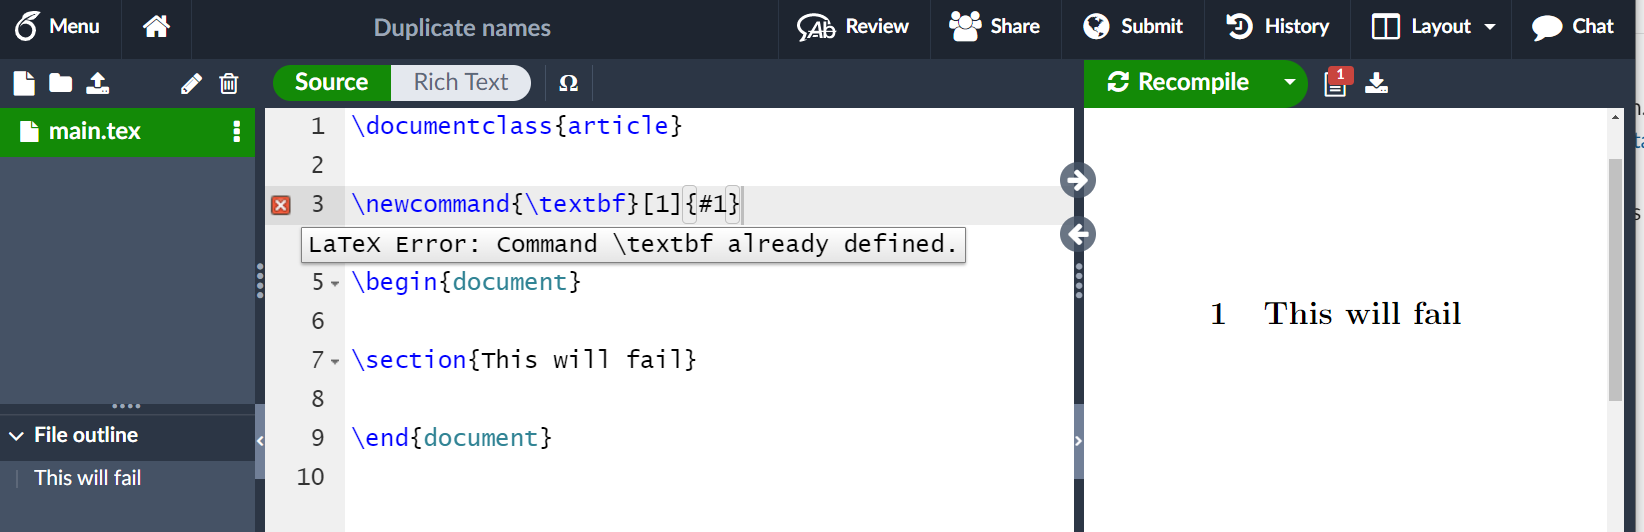 Menu
Duplicate names
Review
Share
Submit
History
Layout
Chat
Source
Rich Text
Ω
Recompile
1
main.tex
1 \documentclass{article}
2
3 \newcommand{\textbf}[1]{#1}
LaTeX Error: Command \textbf already defined.
5 \begin{document}
6
7 \section{This will fail}
8
9 \end{document}
10
File outline
This will fail
1 This will fail